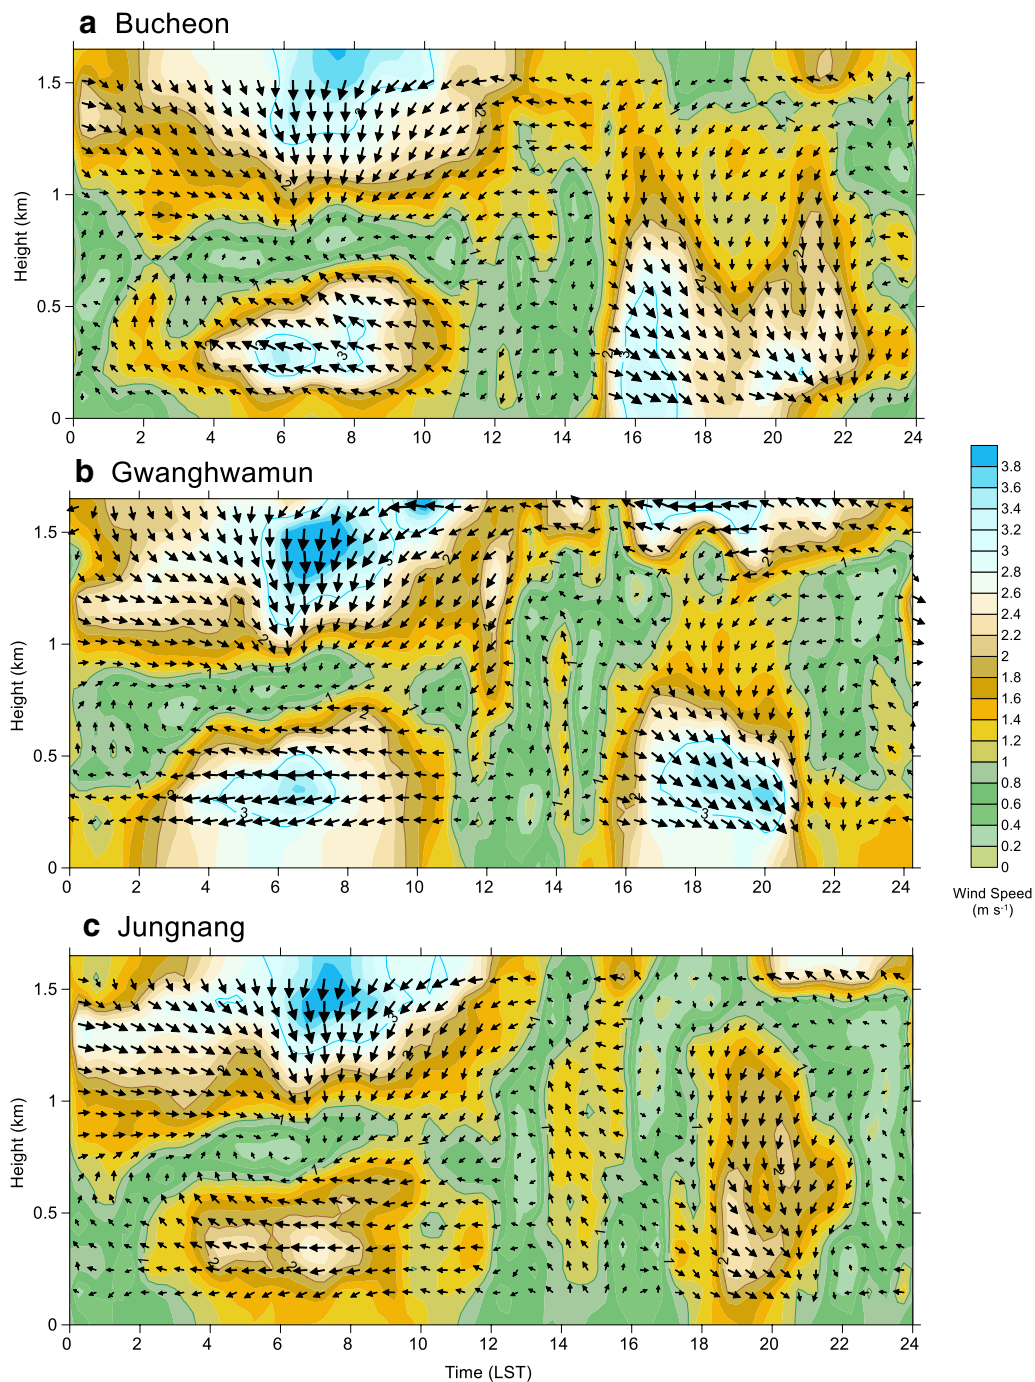 a Bucheon
1.5
1
0.5
0
Height (km)
0 2 4 6 8 10 12 14 16 18 20 22 24
b Gwanghwamun
1.5
1
0.5
0
Height (km)
0 2 4 6 8 10 12 14 16 18 20 22 24
3.8
3.6
3.4
3.2
3
2.8
2.6
2.4
2.2
2
1.8
1.6
1.4
1.2
1
0.8
0.6
0.4
0.2
0
Wind Speed
(m s-1)
c Jungnang
1.5
1
0.5
0
Height (km)
0 2 4 6 8 10 12 14 16 18 20 22 24
Time (LST)